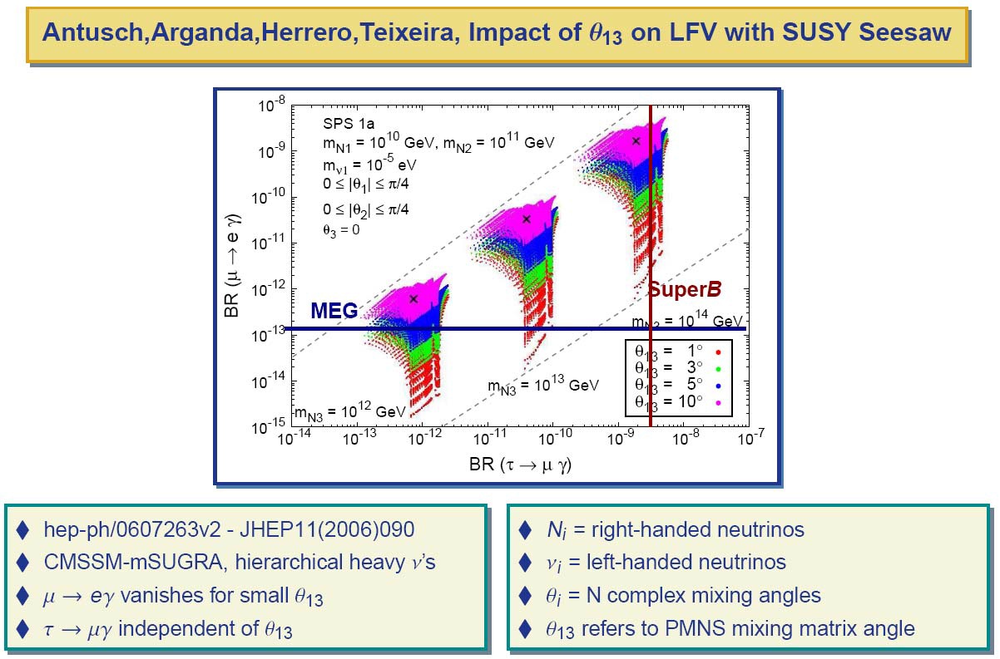 Antusch,Arganda,Herrero,Teixeira, Impact of θ13 on LFV with SUSY Seesaw
SPS 1a
mN1 = 10^10 GeV, mN2 = 10^11 GeV
mν1 = 10^-5 eV
0 ≤ |θ1| ≤ π/4
0 ≤ |θ2| ≤ π/4
θ3 = 0
BR (μ → e γ)
10^-8
10^-9
10^-10
10^-11
10^-12
10^-13
10^-14
10^-15
MEG
SuperB
mN3 = 10^14 GeV
mN3 = 10^13 GeV
mN3 = 10^12 GeV
θ13 = 1°
θ13 = 3°
θ13 = 5°
θ13 = 10°
10^-14 10^-13 10^-12 10^-11 10^-10 10^-9 10^-8 10^-7
BR (τ → μ γ)
♦ hep-ph/0607263v2 - JHEP11(2006)090
♦ CMSSM-mSUGRA, hierarchical heavy ν's
♦ μ → eγ vanishes for small θ13
♦ τ → μγ independent of θ13
♦ Ni = right-handed neutrinos
♦ νi = left-handed neutrinos
♦ θi = N complex mixing angles
♦ θ13 refers to PMNS mixing matrix angle